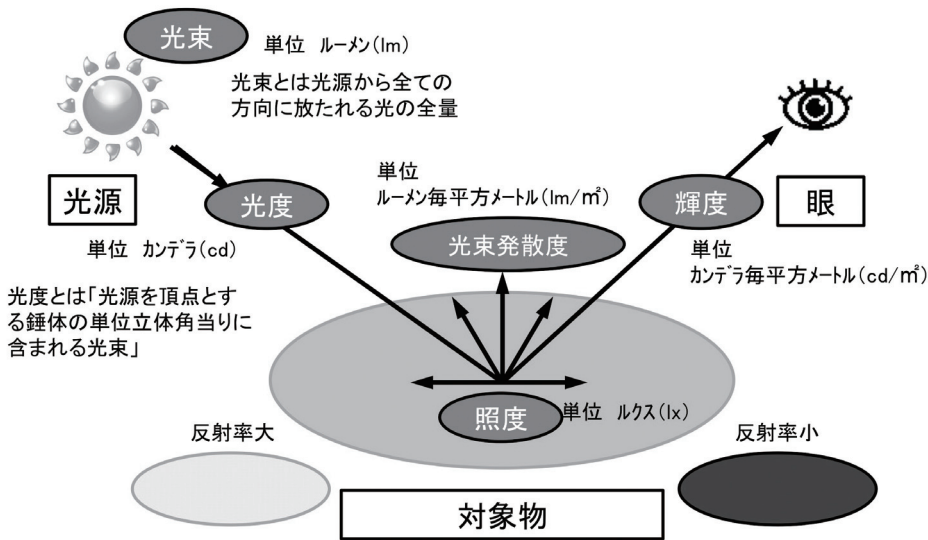 光束
単位 ルーメン(lm)
光束とは光源から全ての
方向に放たれる光の全量
光源
光度
単位 カンデラ(cd)
光度とは「光源を頂点とす
る錘体の単位立体角当りに
含まれる光束」
単位
ルーメン毎平方メートル(lm/㎡)
光束発散度
輝度
眼
単位
カンデラ毎平方メートル(cd/㎡)
照度
単位 ルクス(lx)
反射率大
反射率小
対象物